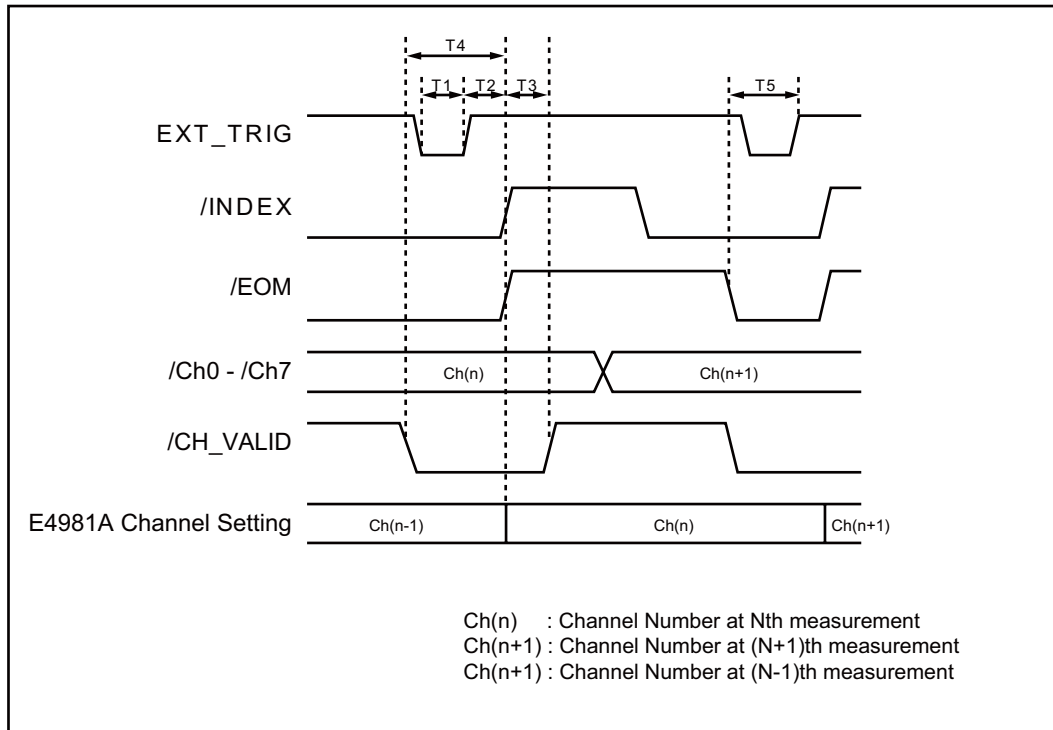 T4
T1 T2 T3 T5
EXT_TRIG
/INDEX
/EOM
/Ch0 - /Ch7 Ch(n) Ch(n+1)
/CH_VALID
E4981A Channel Setting Ch(n-1) Ch(n) Ch(n+1)
Ch(n) : Channel Number at Nth measurement
Ch(n+1) : Channel Number at (N+1)th measurement
Ch(n+1) : Channel Number at (N-1)th measurement